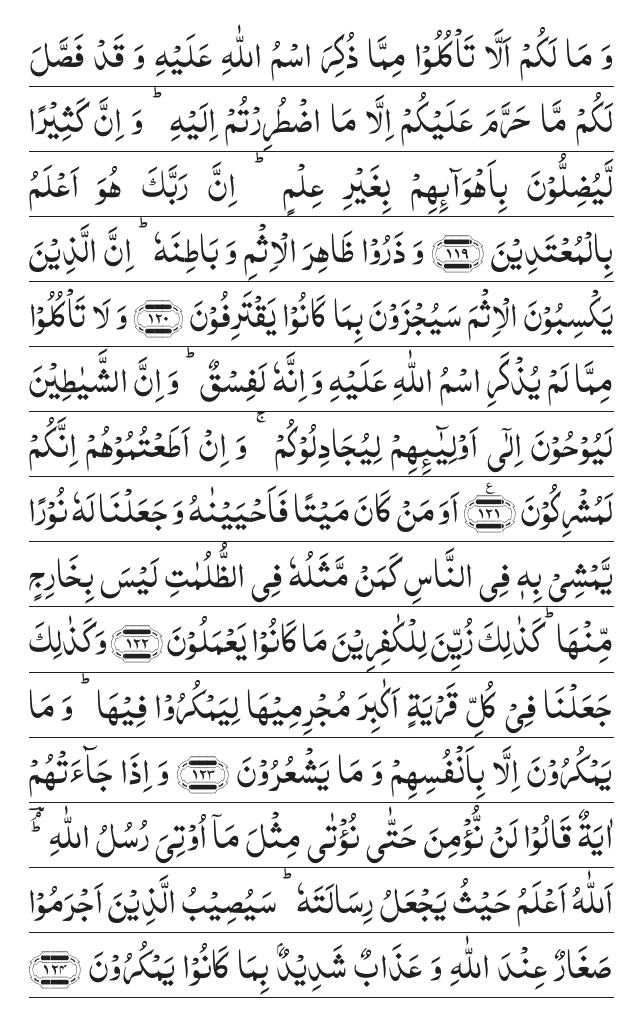 وَ مَا لَكُمْ اَلَّا تَاْكُلُوْا مِمَّا ذُكِرَ اسْمُ اللّٰهِ عَلَيْهِ وَ قَدْ فَصَّلَ
لَكُمْ مَّا حَرَّمَ عَلَيْكُمْ اِلَّا مَا اضْطُرِرْتُمْ اِلَيْهِ ؕ وَ اِنَّ كَثِيْرًا
لَّيُضِلُّوْنَ بِاَهْوَآىِٕهِمْ بِغَيْرِ عِلْمٍ ؕ اِنَّ رَبَّكَ هُوَ اَعْلَمُ
بِالْمُعْتَدِيْنَ ﴿۱۱۹﴾ وَ ذَرُوْا ظَاهِرَ الْاِثْمِ وَ بَاطِنَهٗ ؕ اِنَّ الَّذِيْنَ
يَكْسِبُوْنَ الْاِثْمَ سَيُجْزَوْنَ بِمَا كَانُوْا يَقْتَرِفُوْنَ ﴿۱۲۰﴾ وَ لَا تَاْكُلُوْا
مِمَّا لَمْ يُذْكَرِ اسْمُ اللّٰهِ عَلَيْهِ وَ اِنَّهٗ لَفِسْقٌ ؕ وَ اِنَّ الشَّيٰطِيْنَ
لَيُوْحُوْنَ اِلٰۤى اَوْلِيٰٓـِٕهِمْ لِيُجَادِلُوْكُمْ ۚ وَ اِنْ اَطَعْتُمُوْهُمْ اِنَّكُمْ
لَمُشْرِكُوْنَ ﴿۱۲۱﴾ ع اَوَ مَنْ كَانَ مَيْتًا فَاَحْيَيْنٰهُ وَ جَعَلْنَا لَهٗ نُوْرًا
يَّمْشِيْ بِهٖ فِي النَّاسِ كَمَنْ مَّثَلُهٗ فِي الظُّلُمٰتِ لَيْسَ بِخَارِجٍ
مِّنْهَا ؕ كَذٰلِكَ زُيِّنَ لِلْكٰفِرِيْنَ مَا كَانُوْا يَعْمَلُوْنَ ﴿۱۲۲﴾ وَ كَذٰلِكَ
جَعَلْنَا فِيْ كُلِّ قَرْيَةٍ اَكٰبِرَ مُجْرِمِيْهَا لِيَمْكُرُوْا فِيْهَا ؕ وَ مَا
يَمْكُرُوْنَ اِلَّا بِاَنْفُسِهِمْ وَ مَا يَشْعُرُوْنَ ﴿۱۲۳﴾ وَ اِذَا جَآءَتْهُمْ
اٰيَةٌ قَالُوْا لَنْ نُّؤْمِنَ حَتّٰى نُؤْتٰى مِثْلَ مَاۤ اُوْتِيَ رُسُلُ اللّٰهِ ؔۘؕ
اَللّٰهُ اَعْلَمُ حَيْثُ يَجْعَلُ رِسَالَتَهٗ ؕ سَيُصِيْبُ الَّذِيْنَ اَجْرَمُوْا
صَغَارٌ عِنْدَ اللّٰهِ وَ عَذَابٌ شَدِيْدٌۢ بِمَا كَانُوْا يَمْكُرُوْنَ ﴿۱۲۴﴾